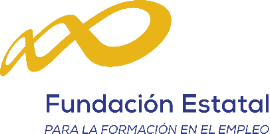 Fundación Estatal
PARA LA FORMACIÓN EN EL EMPLEO